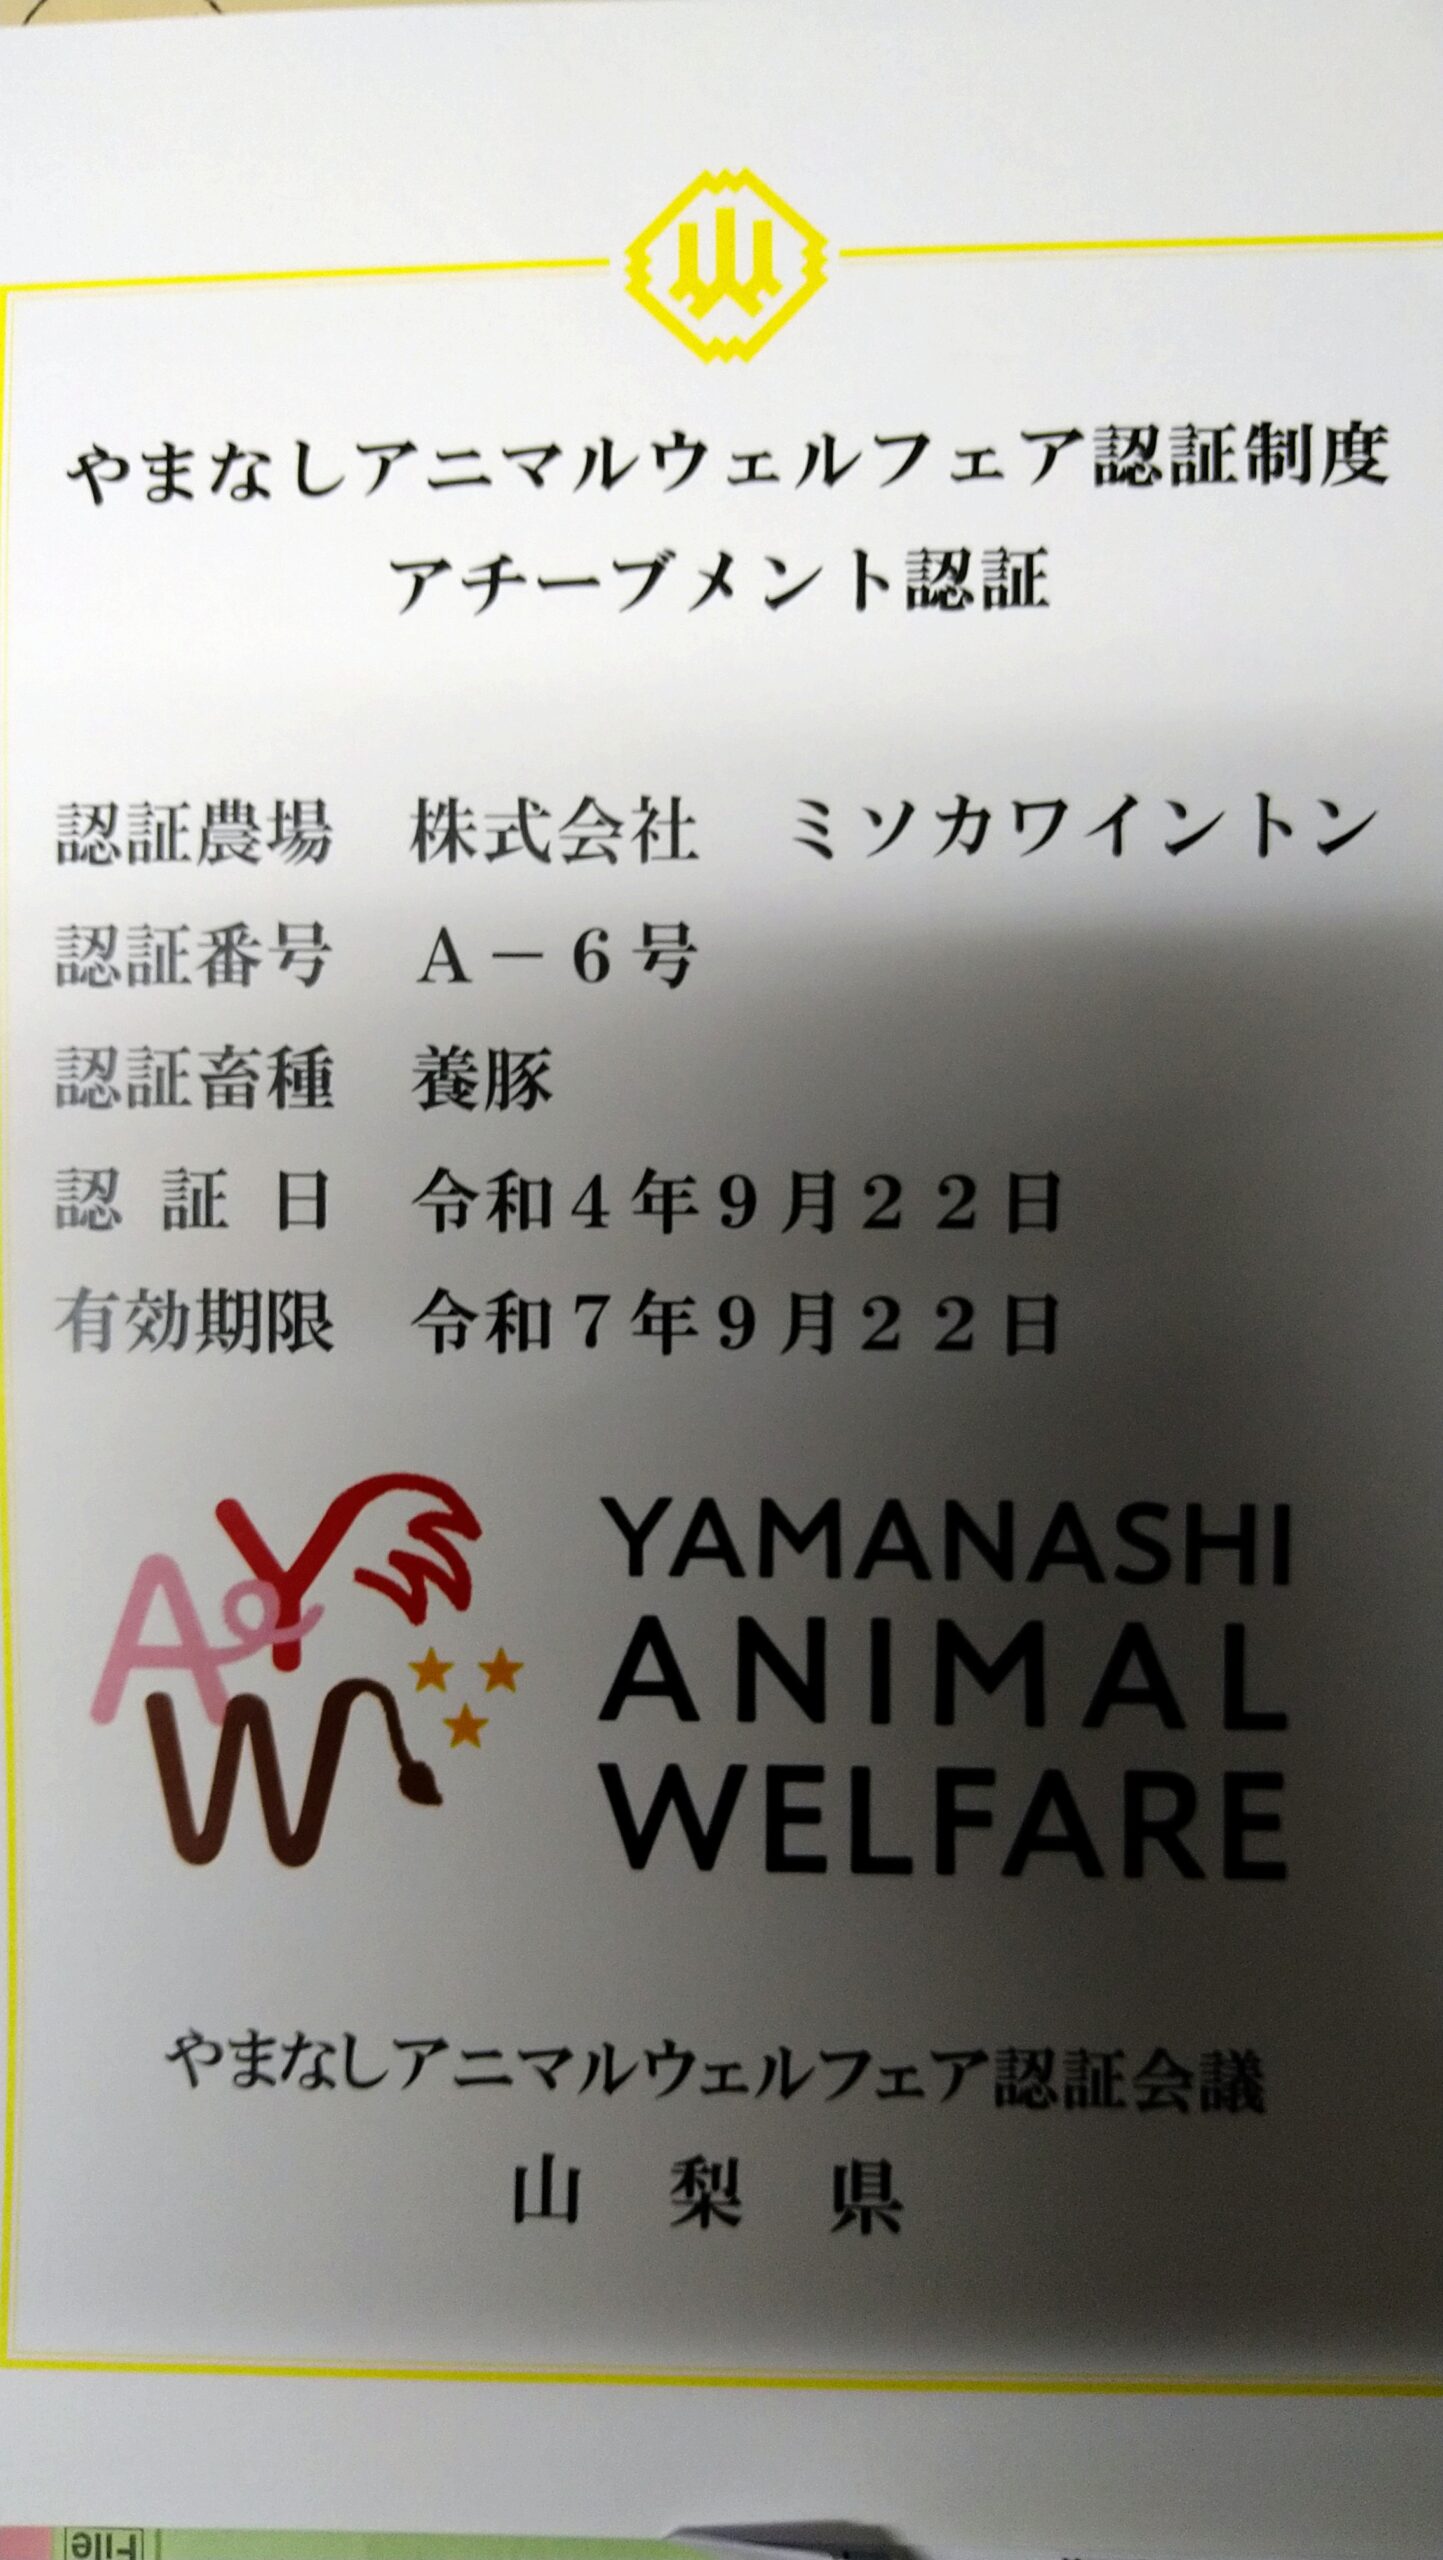 山
やまなしアニマルウェルフェア認証制度
アチーブメント認証
認証農場　株式会社　ミソカワイントン
認証番号　A－６号
認証畜種　養豚
認 証 日　令和４年９月２２日
有効期限　令和７年９月２２日
AYW
YAMANASHI
ANIMAL
WELFARE
やまなしアニマルウェルフェア認証会議
山　梨　県
File